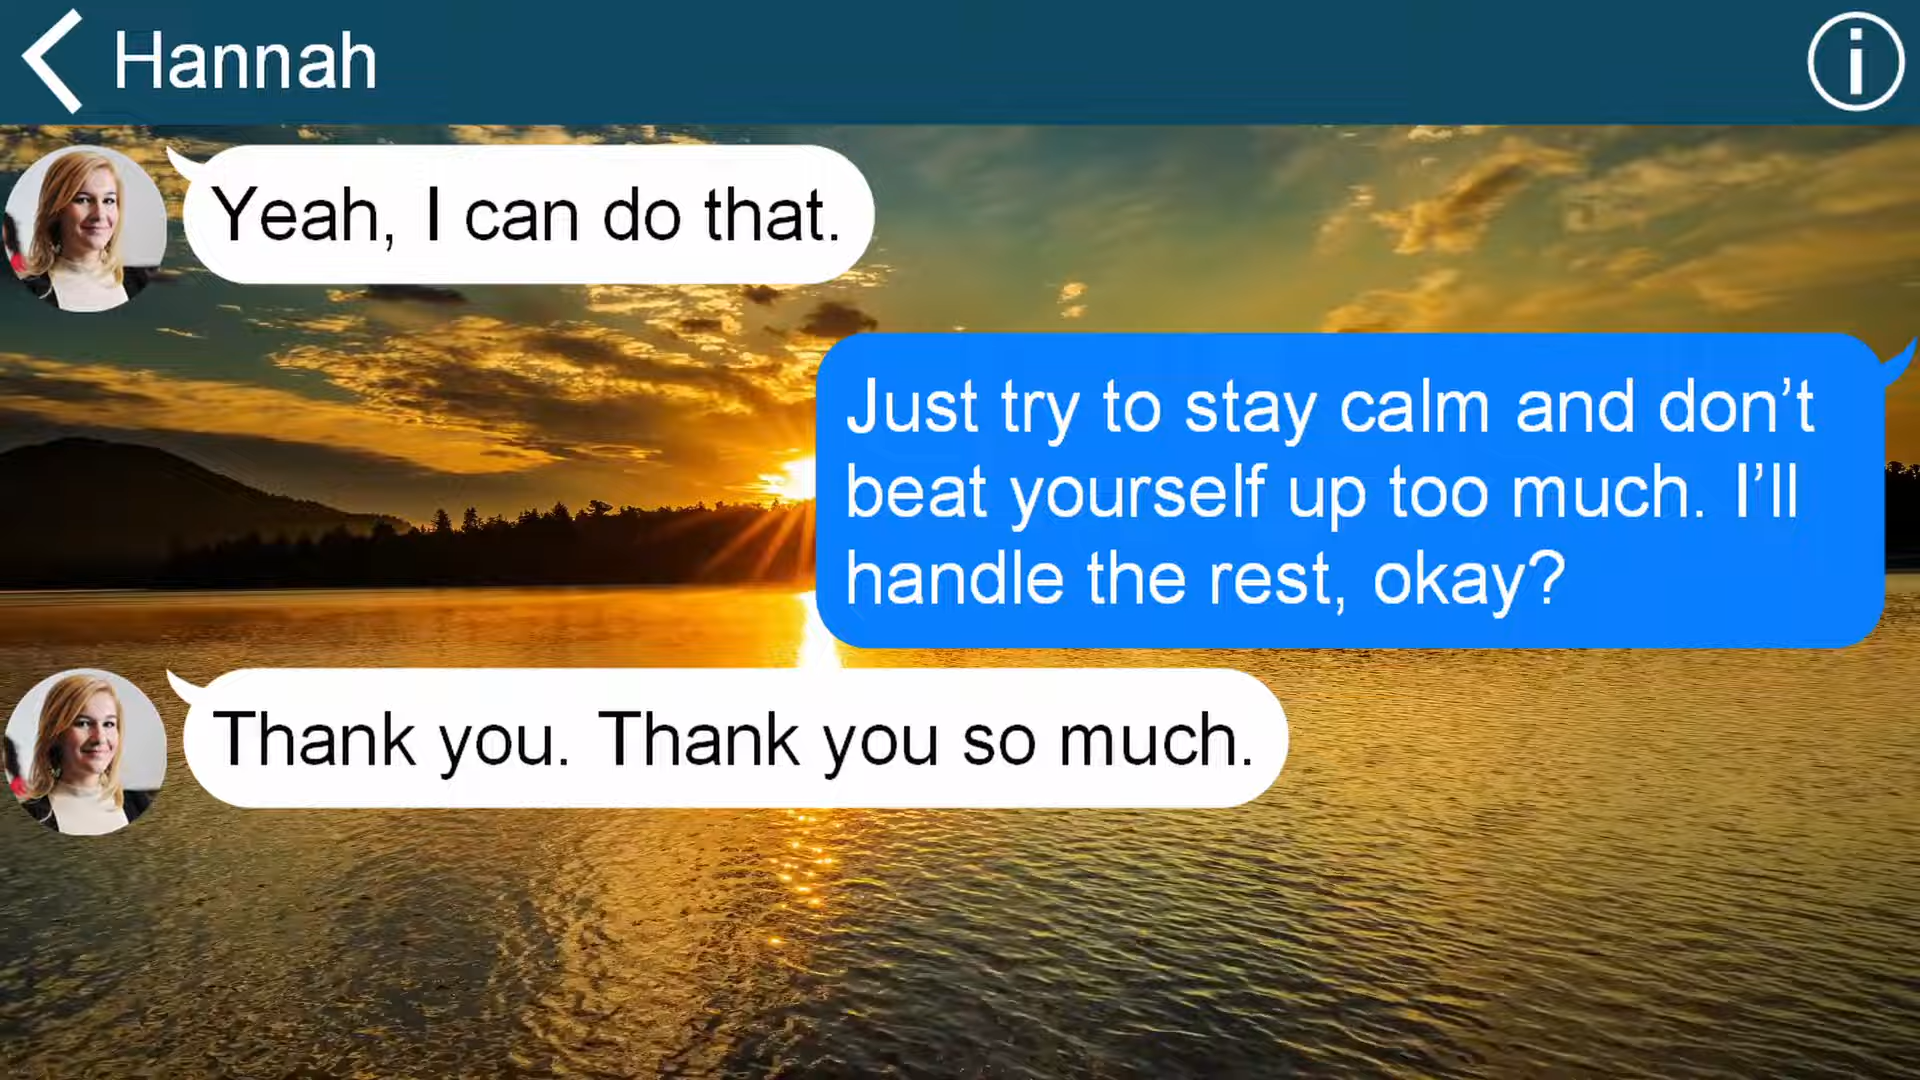 Hannah
Yeah, I can do that.
Just try to stay calm and don’t
beat yourself up too much. I’ll
handle the rest, okay?
Thank you. Thank you so much.